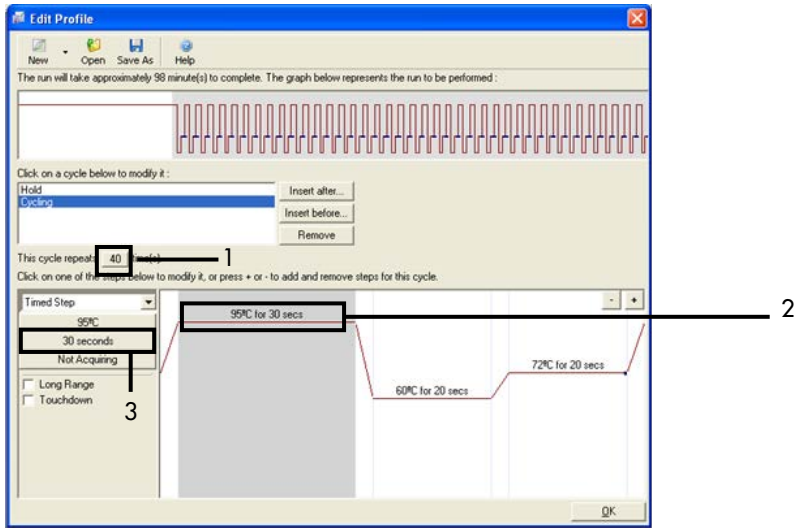 Edit Profile
New Open Save As Help
The run will take approximately 98 minute(s) to complete. The graph below represents the run to be performed :
Click on a cycle below to modify it :
Hold
Cycling
Insert after...
Insert before...
Remove
This cycle repeats 40 time(s).
1
Click on one of the steps below to modify it, or press + or - to add and remove steps for this cycle.
Timed Step
- +
95ºC for 30 secs
2
95ºC
30 seconds
Not Acquiring
3
Long Range
Touchdown
60ºC for 20 secs
72ºC for 20 secs
OK